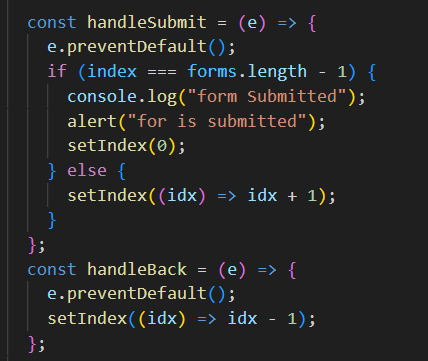 const handleSubmit = (e) => {
  e.preventDefault();
  if (index === forms.length - 1) {
    console.log("form Submitted");
    alert("for is submitted");
    setIndex(0);
  } else {
    setIndex((idx) => idx + 1);
  }
};
const handleBack = (e) => {
  e.preventDefault();
  setIndex((idx) => idx - 1);
};